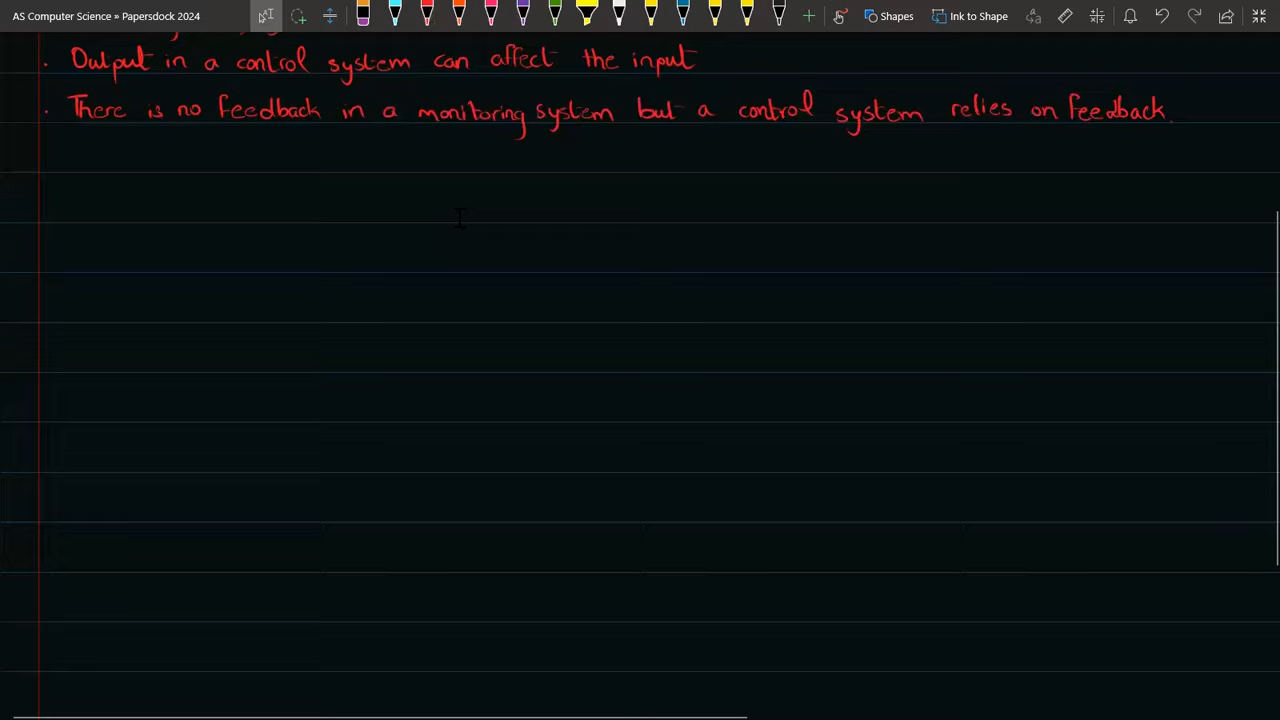 AS Computer Science » Papersdock 2024
Shapes
Ink to Shape
. Output in a control system can affect the input
. There is no feedback in a monitoring system but a control system relies on feedback.